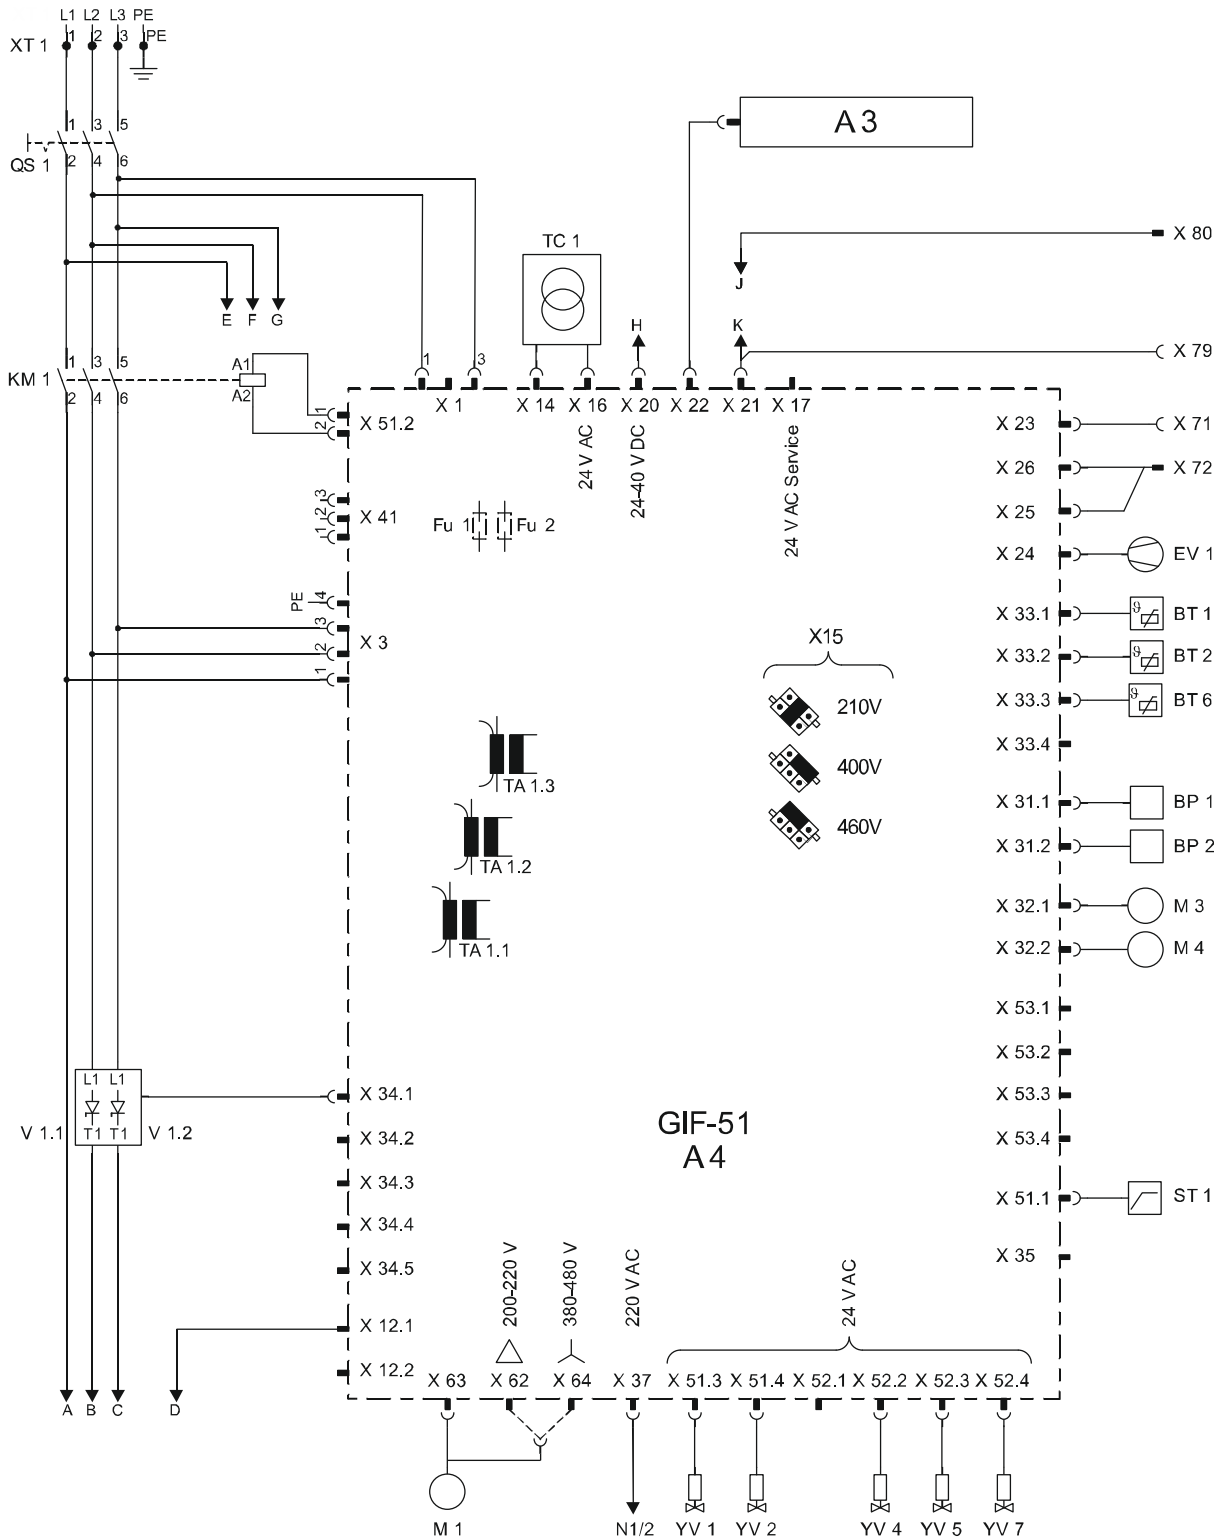 L1 L2 L3 PE
XT 1
1 2 3 PE
A 3
1 3 5
QS 1
2 4 6
X 80
TC 1
J
E F G
H K
1 3
X 79
1 3 5
A1
KM 1
A2
2 4 6
X 1 X 14 X 16 X 20 X 22 X 21 X 17
1
2
X 51.2
24 V AC
24-40 V DC
24 V AC Service
X 23 X 71
X 26 X 72
X 25
3
2
1
X 41
Fu 1 Fu 2
X 24 EV 1
PE 4
3
2
1
X 3
X 33.1 ϑ BT 1
X15
X 33.2 ϑ BT 2
X 33.3 ϑ BT 6
210V
X 33.4
400V
TA 1.3
X 31.1 BP 1
460V
X 31.2 BP 2
TA 1.2
X 32.1 M 3
X 32.2 M 4
TA 1.1
X 53.1
X 53.2
L1 L1
X 34.1
X 53.3
V 1.1 T1 T1 V 1.2
GIF-51
A 4
X 34.2
X 53.4
X 34.3
X 51.1 ST 1
X 34.4
X 35
X 34.5
200-220 V
380-480 V
220 V AC
24 V AC
X 12.1
X 12.2
X 63 X 62 X 64 X 37 X 51.3 X 51.4 X 52.1 X 52.2 X 52.3 X 52.4
A B C D
M 1 N1/2 YV 1 YV 2 YV 4 YV 5 YV 7